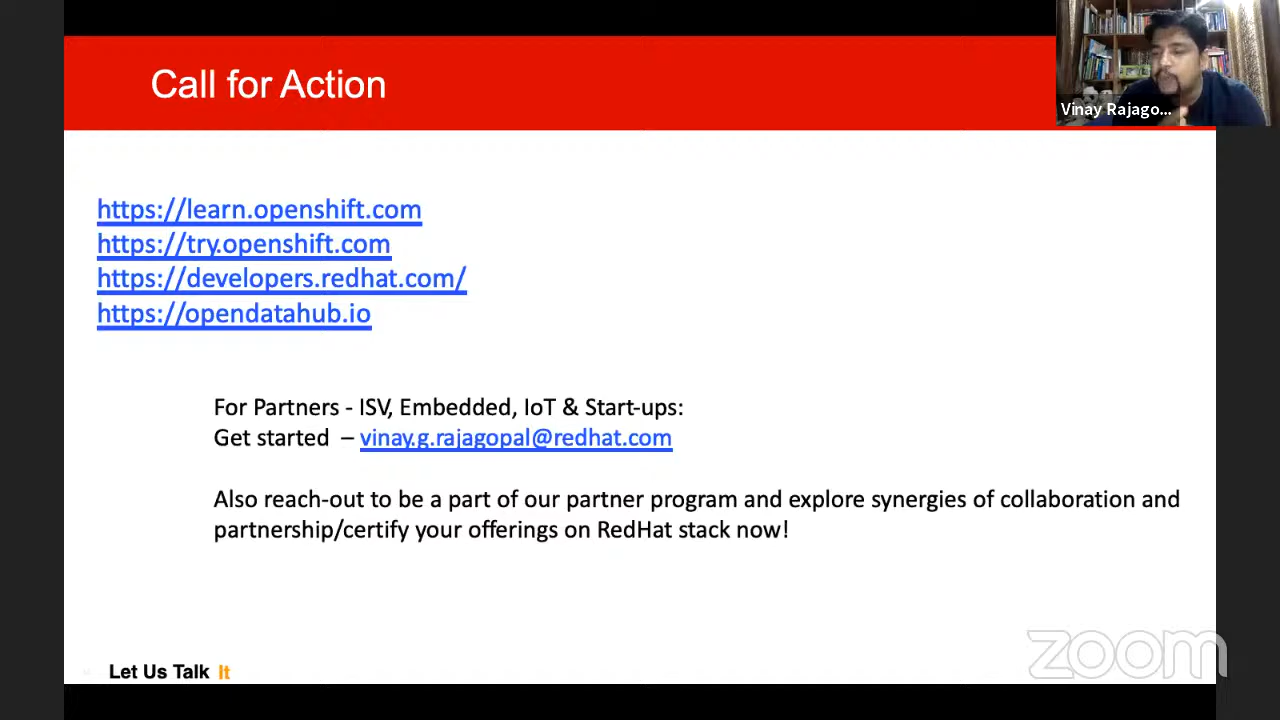 Call for Action
Vinay Rajago...
https://learn.openshift.com
https://try.openshift.com
https://developers.redhat.com/
https://opendatahub.io
For Partners - ISV, Embedded, IoT & Start-ups:
Get started – vinay.g.rajagopal@redhat.com
Also reach-out to be a part of our partner program and explore synergies of collaboration and
partnership/certify your offerings on RedHat stack now!
Let Us Talk It
zoom